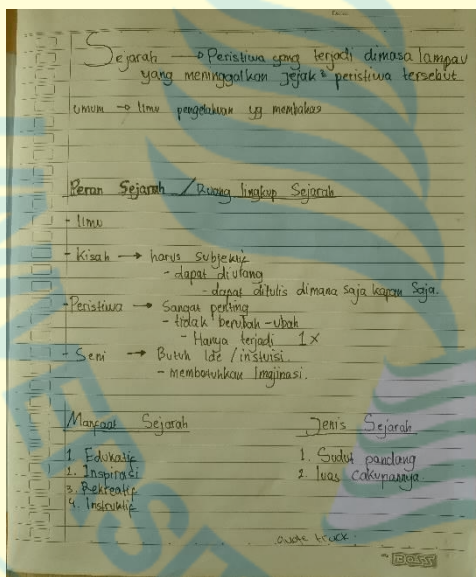 Sejarah → Peristiwa yang terjadi dimasa lampau
yang meninggalkan jejak² peristiwa tersebut
umum → Ilmu pengetahuan yg membahas
Peran Sejarah / Ruang lingkup Sejarah
- Ilmu
- Kisah → harus subjektif
- dapat diulang
- dapat ditulis dimana saja kapan Saja.
- Peristiwa → Sangat penting
- tidak berubah-ubah
- Hanya terjadi 1x
- Seni → Butuh Ide / instuisi.
- membutuhkan Imajinasi.
Manfaat Sejarah
1. Edukatif
2. Inspirasi
3. Rekreatif
4. Instruktif
Jenis Sejarah
1. Sudut pandang
2. luas cakupannya